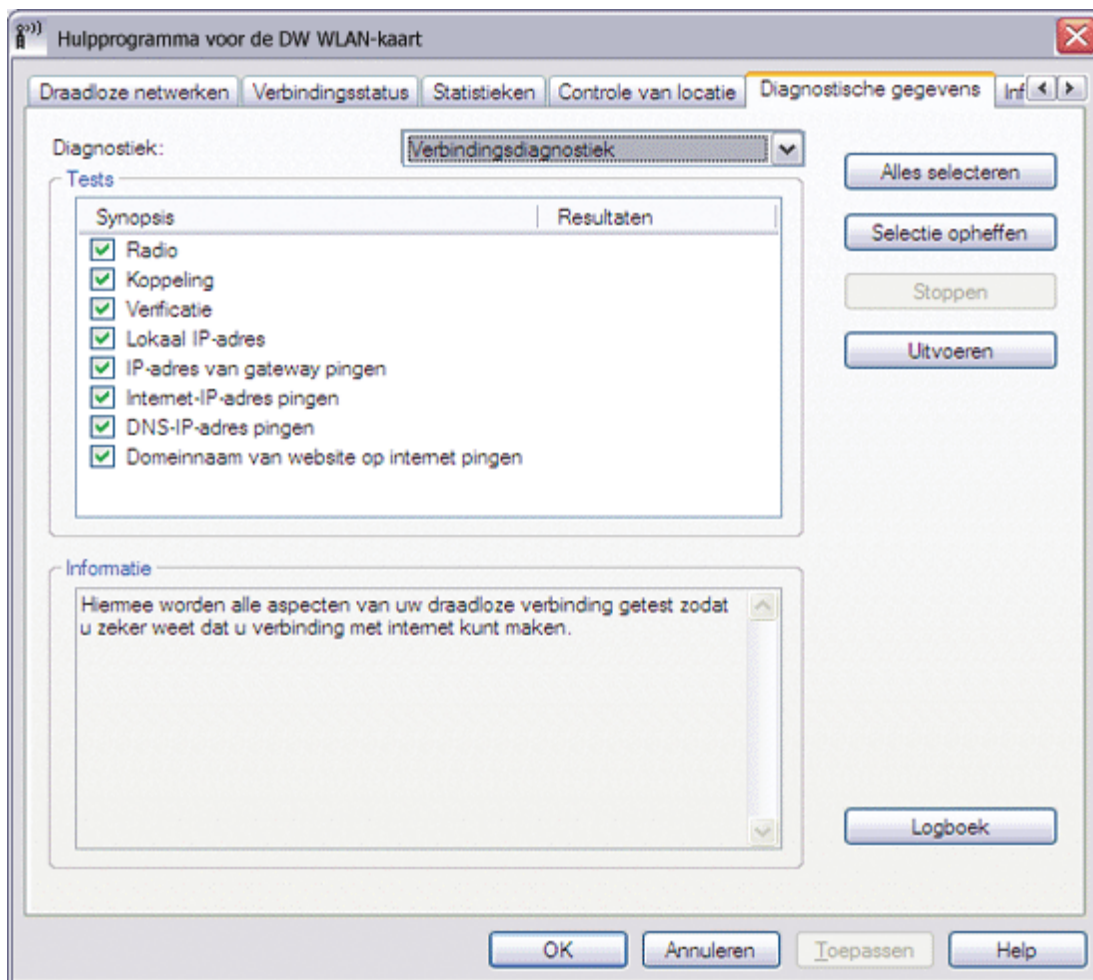 Hulpprogramma voor de DW WLAN-kaart
Draadloze netwerken Verbindingsstatus Statistieken Controle van locatie Diagnostische gegevens Inf
Diagnostiek: Verbindingsdiagnostiek
Alles selecteren
Tests
Synopsis Resultaten
Selectie opheffen
Radio
Koppeling
Stoppen
Verificatie
Lokaal IP-adres
Uitvoeren
IP-adres van gateway pingen
Internet-IP-adres pingen
DNS-IP-adres pingen
Domeinnaam van website op internet pingen
Informatie
Hiermee worden alle aspecten van uw draadloze verbinding getest zodat
u zeker weet dat u verbinding met internet kunt maken.
Logboek
OK Annuleren Toepassen Help